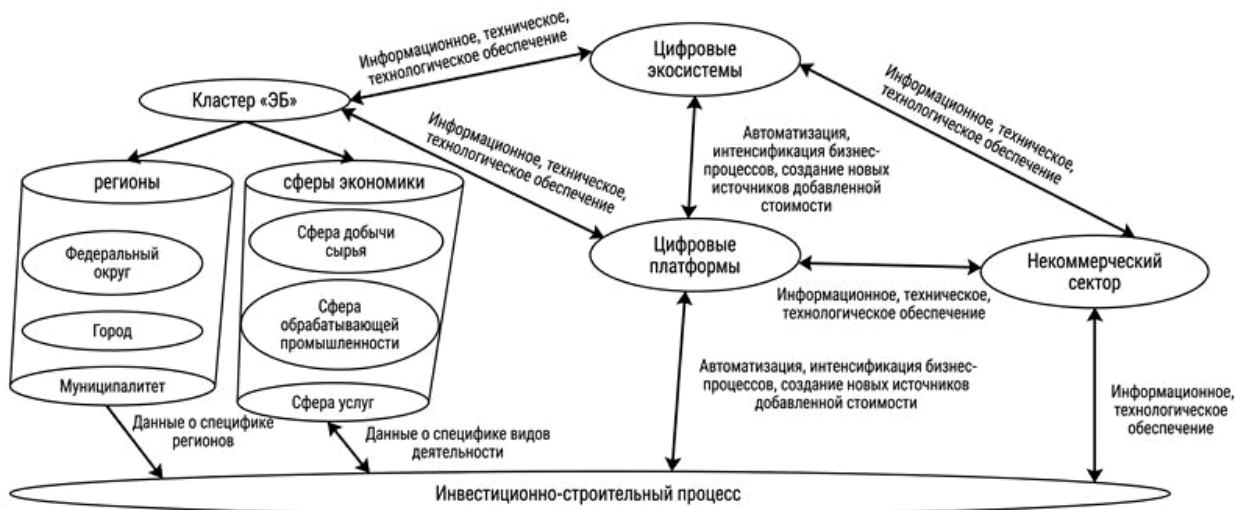 Информационное, техническое,
технологическое обеспечение
Цифровые
экосистемы
Кластер «ЭБ»
Информационное, техническое,
технологическое обеспечение
Информационное, техническое,
технологическое обеспечение
Автоматизация,
интенсификация бизнес-
процессов, создание новых
источников добавленной
стоимости
регионы
сферы экономики
Федеральный
округ
Сфера добычи
сырья
Цифровые
платформы
Некоммерческий
сектор
Информационное, техническое,
технологическое обеспечение
Город
Сфера
обрабатывающей
промышленности
Автоматизация, интенсификация бизнес-
процессов, создание новых источников
добавленной стоимости
Муниципалитет
Сфера услуг
Информационное,
технологическое
обеспечение
Данные о специфике
регионов
Данные о специфике видов
деятельности
Инвестиционно-строительный процесс